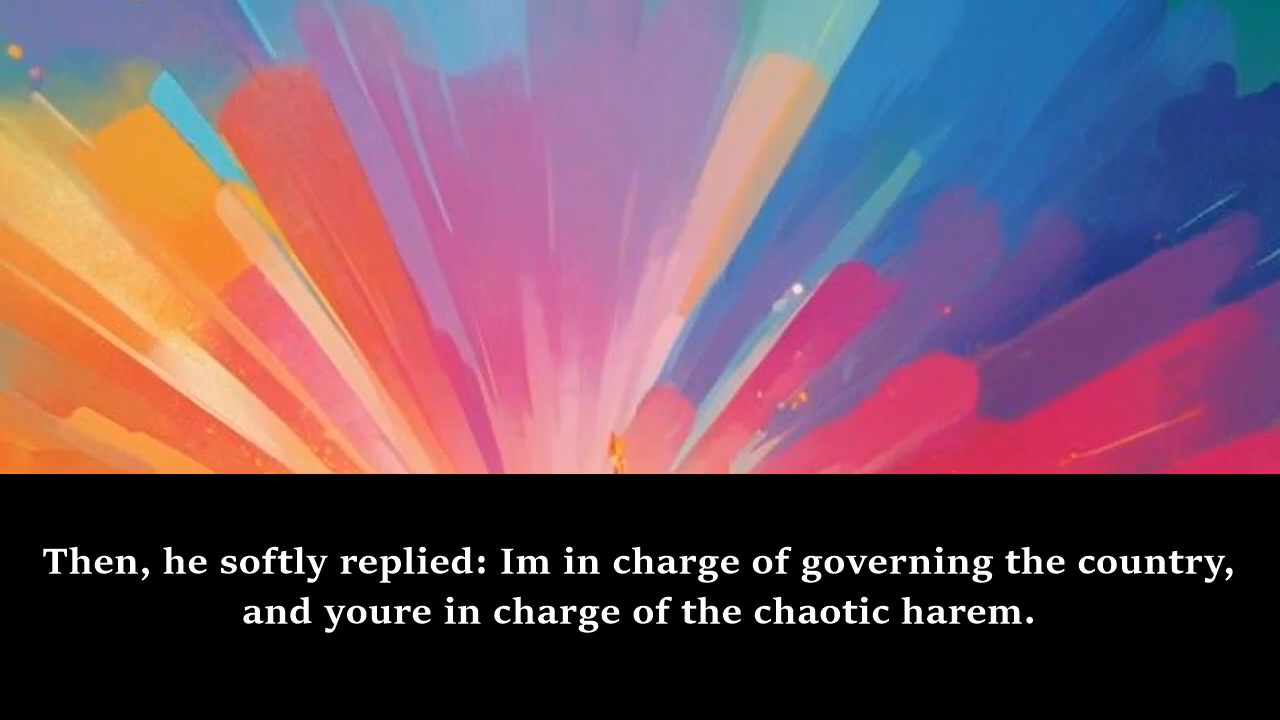 Then, he softly replied: Im in charge of governing the country,
and youre in charge of the chaotic harem.